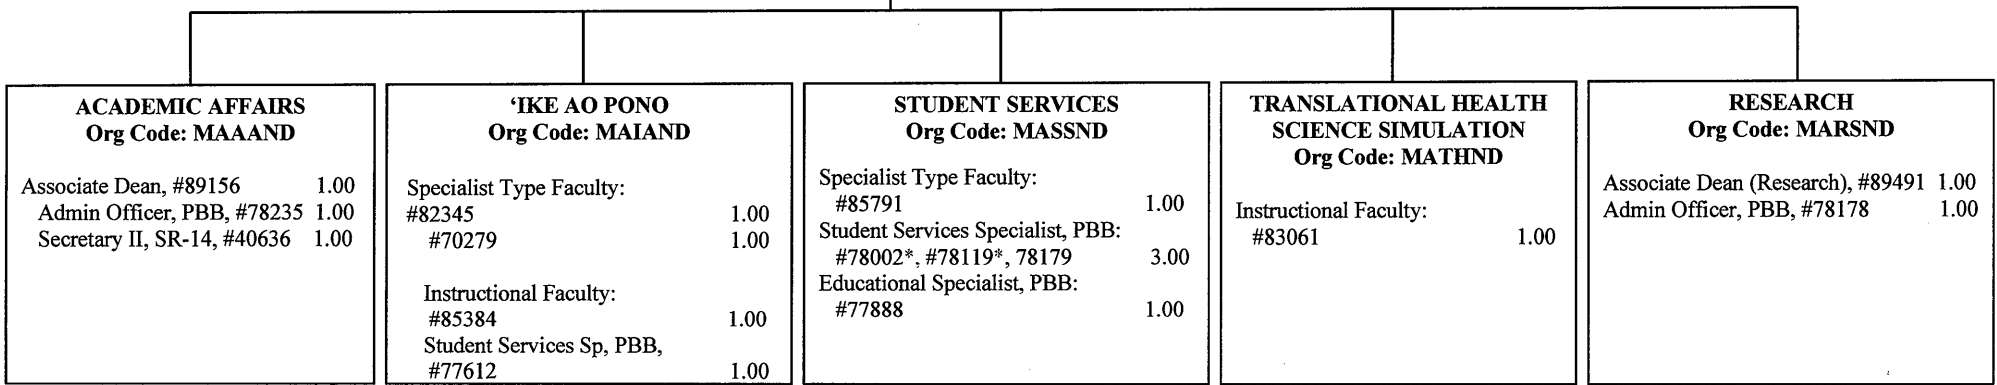 ACADEMIC AFFAIRS
Org Code: MAAAND
Associate Dean, #89156 1.00
Admin Officer, PBB, #78235 1.00
Secretary II, SR-14, #40636 1.00
‘IKE AO PONO
Org Code: MAIAND
Specialist Type Faculty:
#82345 1.00
#70279 1.00
Instructional Faculty:
#85384 1.00
Student Services Sp, PBB,
#77612 1.00
STUDENT SERVICES
Org Code: MASSND
Specialist Type Faculty:
#85791 1.00
Student Services Specialist, PBB:
#78002*, #78119*, 78179 3.00
Educational Specialist, PBB:
#77888 1.00
TRANSLATIONAL HEALTH
SCIENCE SIMULATION
Org Code: MATHND
Instructional Faculty:
#83061 1.00
RESEARCH
Org Code: MARSND
Associate Dean (Research), #89491 1.00
Admin Officer, PBB, #78178 1.00